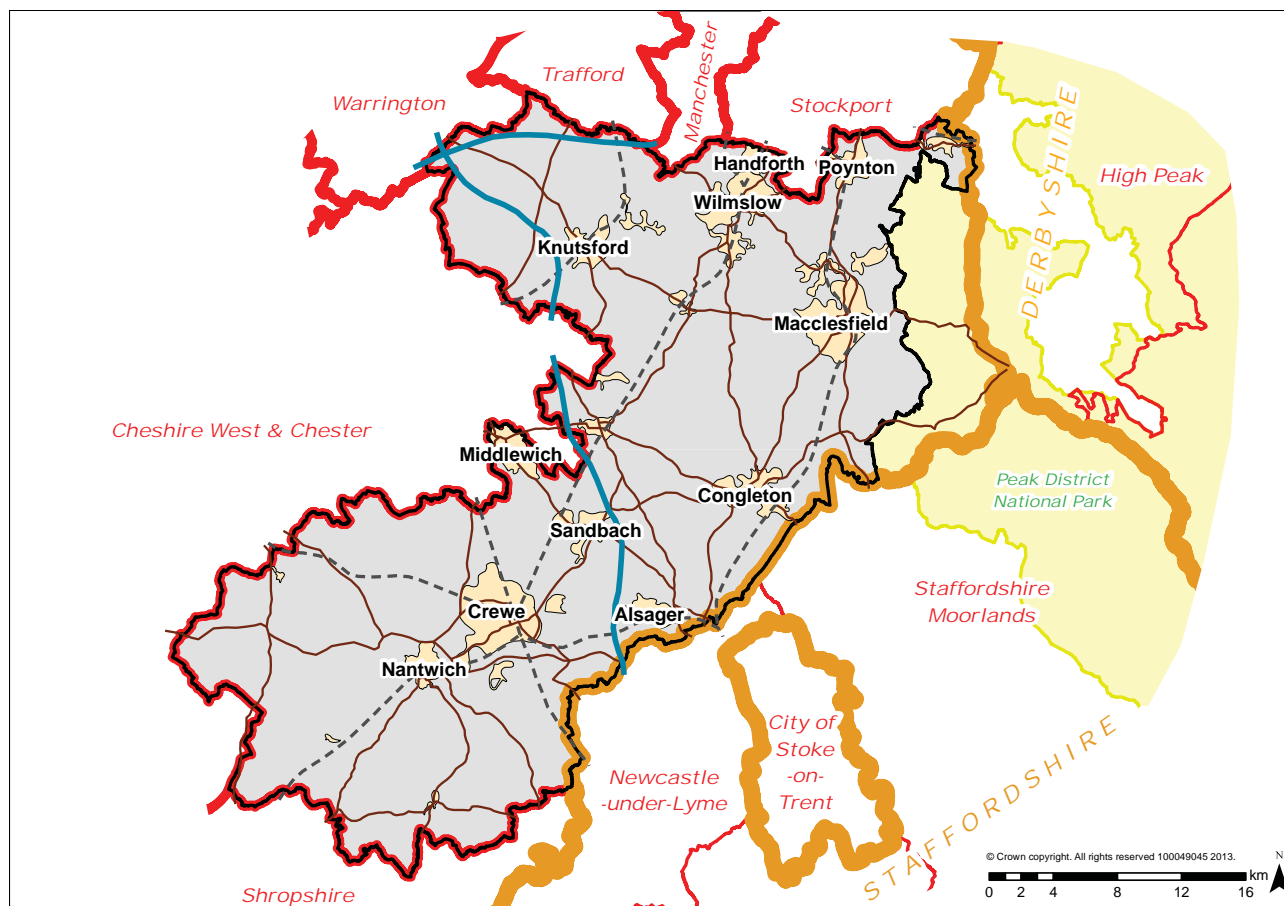 Trafford
Warrington
Manchester
Stockport
DERBYSHIRE
High Peak
Handforth
Poynton
Wilmslow
Knutsford
Macclesfield
Cheshire West & Chester
Middlewich
Congleton
Peak District
National Park
Sandbach
Staffordshire
Moorlands
Crewe
Alsager
Nantwich
City of
Stoke
-on-
Trent
Newcastle
-under-Lyme
STAFFORDSHIRE
Shropshire
© Crown copyright. All rights reserved 100049045 2013.
N
km
0 2 4 8 12 16